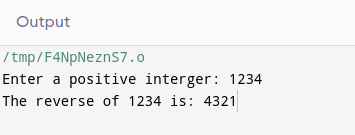 Output
/tmp/F4NpNeznS7.o
Enter a positive interger: 1234
The reverse of 1234 is: 4321